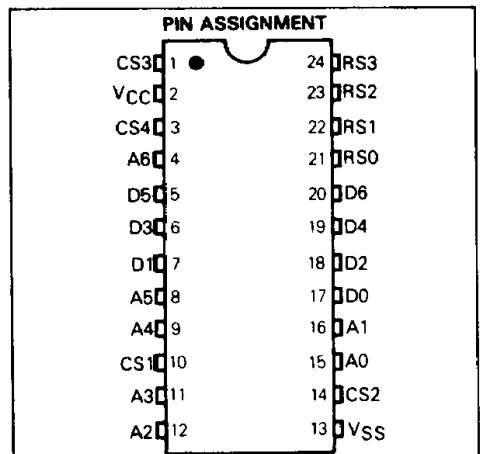 PIN ASSIGNMENT
CS3 1 24 RS3
VCC 2 23 RS2
CS4 3 22 RS1
A6 4 21 RS0
D5 5 20 D6
D3 6 19 D4
D1 7 18 D2
A5 8 17 D0
A4 9 16 A1
CS1 10 15 A0
A3 11 14 CS2
A2 12 13 VSS